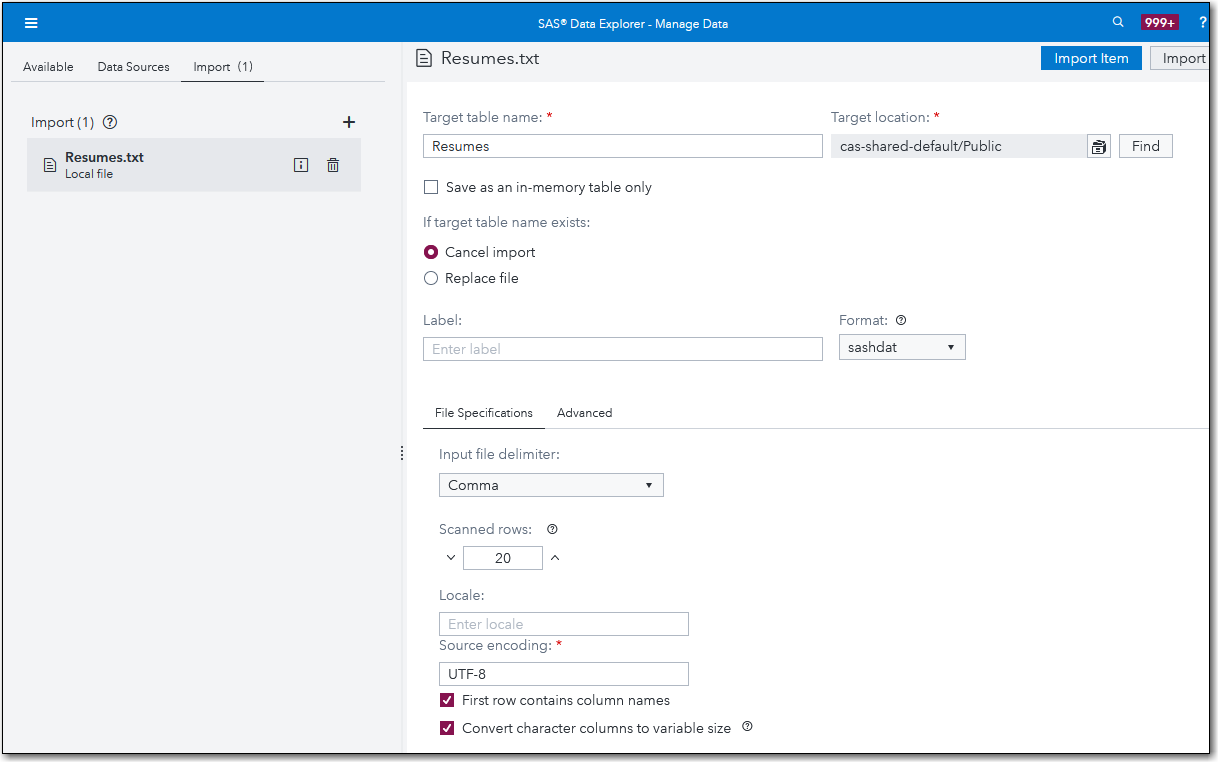 SAS® Data Explorer - Manage Data
999+
?
Available
Data Sources
Import (1)
Import (1)
Resumes.txt
Local file
Resumes.txt
Import Item
Import
Target table name: *
Target location: *
Resumes
cas-shared-default/Public
Find
Save as an in-memory table only
If target table name exists:
Cancel import
Replace file
Label:
Format:
Enter label
sashdat
File Specifications
Advanced
Input file delimiter:
Comma
Scanned rows:
20
Locale:
Enter locale
Source encoding: *
UTF-8
First row contains column names
Convert character columns to variable size